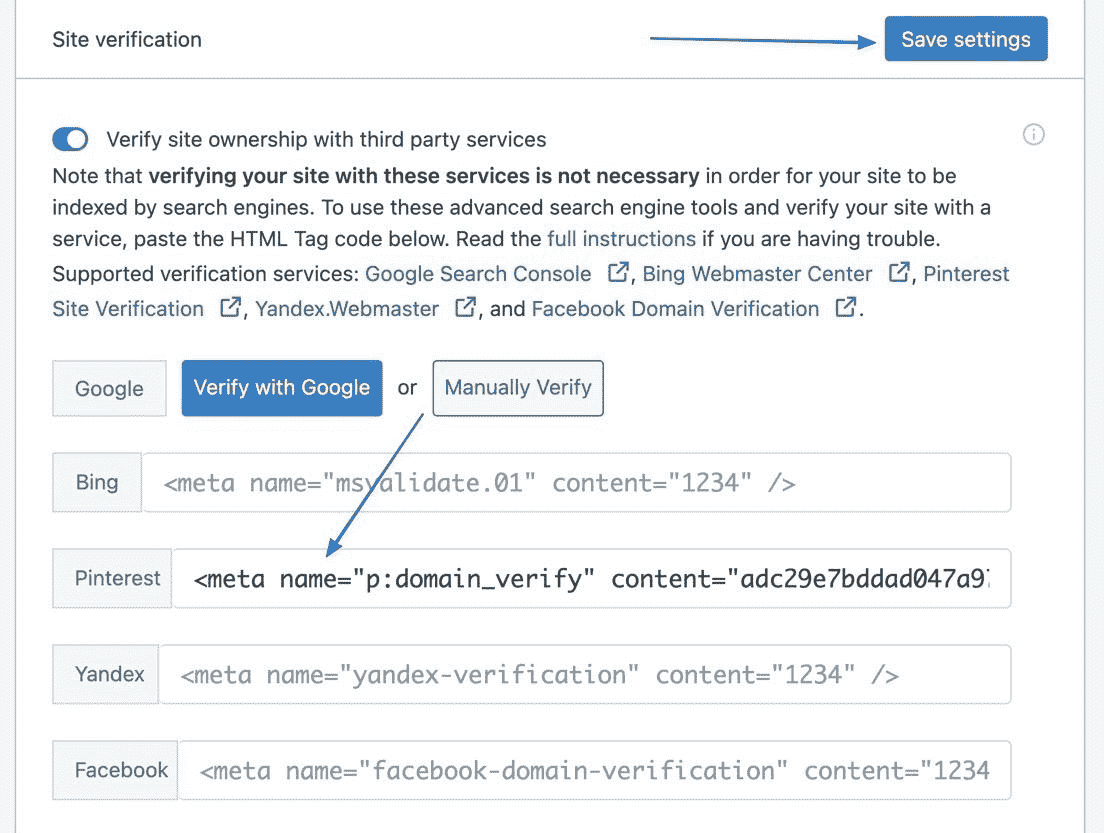 Site verification
Save settings
Verify site ownership with third party services
Note that verifying your site with these services is not necessary in order for your site to be
indexed by search engines. To use these advanced search engine tools and verify your site with a
service, paste the HTML Tag code below. Read the full instructions if you are having trouble.
Supported verification services: Google Search Console , Bing Webmaster Center , Pinterest
Site Verification , Yandex.Webmaster , and Facebook Domain Verification .
Google Verify with Google or Manually Verify
Bing <meta name="msvalidate.01" content="1234" />
Pinterest <meta name="p:domain_verify" content="adc29e7bddad047a9
Yandex <meta name="yandex-verification" content="1234" />
Facebook <meta name="facebook-domain-verification" content="1234